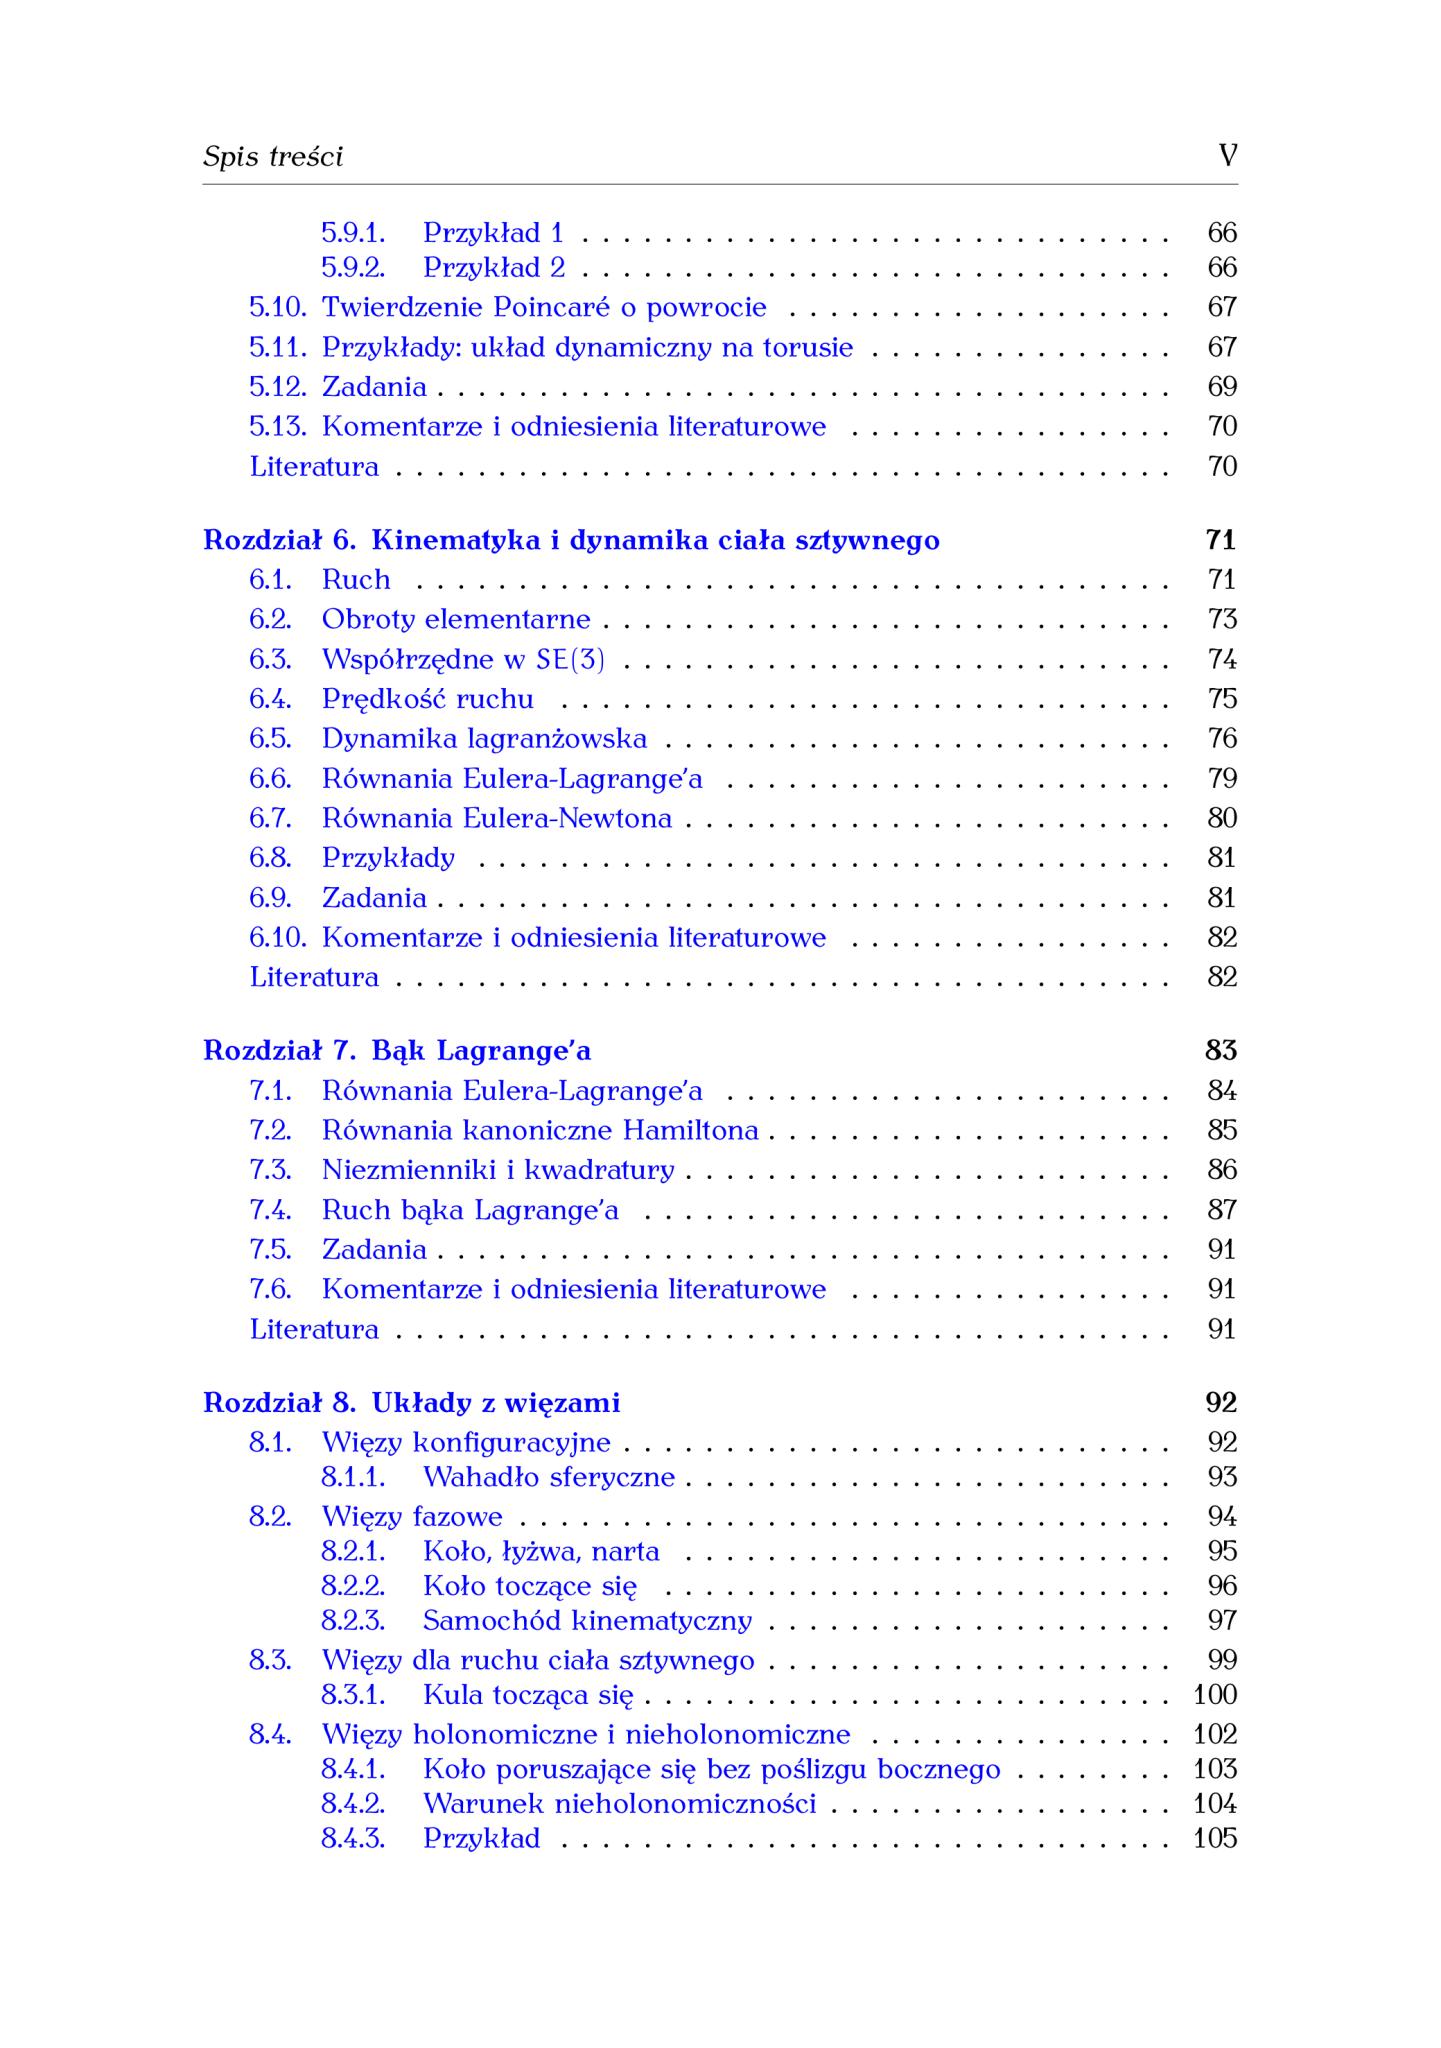 Spis treści V
5.9.1. Przykład 1 . . . . . . . . . . . . . . . . . . . . . . . . . . . . . 66
5.9.2. Przykład 2 . . . . . . . . . . . . . . . . . . . . . . . . . . . . . 66
5.10. Twierdzenie Poincaré o powrocie . . . . . . . . . . . . . . . . . . . 67
5.11. Przykłady: układ dynamiczny na torusie . . . . . . . . . . . . . . . 67
5.12. Zadania . . . . . . . . . . . . . . . . . . . . . . . . . . . . . . . . . . . . 69
5.13. Komentarze i odniesienia literaturowe . . . . . . . . . . . . . . . . 70
Literatura . . . . . . . . . . . . . . . . . . . . . . . . . . . . . . . . . . . . . . 70
Rozdział 6. Kinematyka i dynamika ciała sztywnego 71
6.1. Ruch . . . . . . . . . . . . . . . . . . . . . . . . . . . . . . . . . . . . . 71
6.2. Obroty elementarne . . . . . . . . . . . . . . . . . . . . . . . . . . . . 73
6.3. Współrzędne w SE(3) . . . . . . . . . . . . . . . . . . . . . . . . . . . 74
6.4. Prędkość ruchu . . . . . . . . . . . . . . . . . . . . . . . . . . . . . . 75
6.5. Dynamika lagranżowska . . . . . . . . . . . . . . . . . . . . . . . . . 76
6.6. Równania Eulera-Lagrange’a . . . . . . . . . . . . . . . . . . . . . . 79
6.7. Równania Eulera-Newtona . . . . . . . . . . . . . . . . . . . . . . . . 80
6.8. Przykłady . . . . . . . . . . . . . . . . . . . . . . . . . . . . . . . . . . 81
6.9. Zadania . . . . . . . . . . . . . . . . . . . . . . . . . . . . . . . . . . . . 81
6.10. Komentarze i odniesienia literaturowe . . . . . . . . . . . . . . . . 82
Literatura . . . . . . . . . . . . . . . . . . . . . . . . . . . . . . . . . . . . . . 82
Rozdział 7. Bąk Lagrange’a 83
7.1. Równania Eulera-Lagrange’a . . . . . . . . . . . . . . . . . . . . . . 84
7.2. Równania kanoniczne Hamiltona . . . . . . . . . . . . . . . . . . . . 85
7.3. Niezmienniki i kwadratury . . . . . . . . . . . . . . . . . . . . . . . . 86
7.4. Ruch bąka Lagrange’a . . . . . . . . . . . . . . . . . . . . . . . . . . 87
7.5. Zadania . . . . . . . . . . . . . . . . . . . . . . . . . . . . . . . . . . . . 91
7.6. Komentarze i odniesienia literaturowe . . . . . . . . . . . . . . . . 91
Literatura . . . . . . . . . . . . . . . . . . . . . . . . . . . . . . . . . . . . . . 91
Rozdział 8. Układy z więzami 92
8.1. Więzy konfiguracyjne . . . . . . . . . . . . . . . . . . . . . . . . . . . 92
8.1.1. Wahadło sferyczne . . . . . . . . . . . . . . . . . . . . . . . . 93
8.2. Więzy fazowe . . . . . . . . . . . . . . . . . . . . . . . . . . . . . . . . 94
8.2.1. Koło, łyżwa, narta . . . . . . . . . . . . . . . . . . . . . . . . 95
8.2.2. Koło toczące się . . . . . . . . . . . . . . . . . . . . . . . . . 96
8.2.3. Samochód kinematyczny . . . . . . . . . . . . . . . . . . . . 97
8.3. Więzy dla ruchu ciała sztywnego . . . . . . . . . . . . . . . . . . . . 99
8.3.1. Kula tocząca się . . . . . . . . . . . . . . . . . . . . . . . . . . 100
8.4. Więzy holonomiczne i nieholonomiczne . . . . . . . . . . . . . . . 102
8.4.1. Koło poruszające się bez poślizgu bocznego . . . . . . . . 103
8.4.2. Warunek nieholonomiczności . . . . . . . . . . . . . . . . . 104
8.4.3. Przykład . . . . . . . . . . . . . . . . . . . . . . . . . . . . . . 105